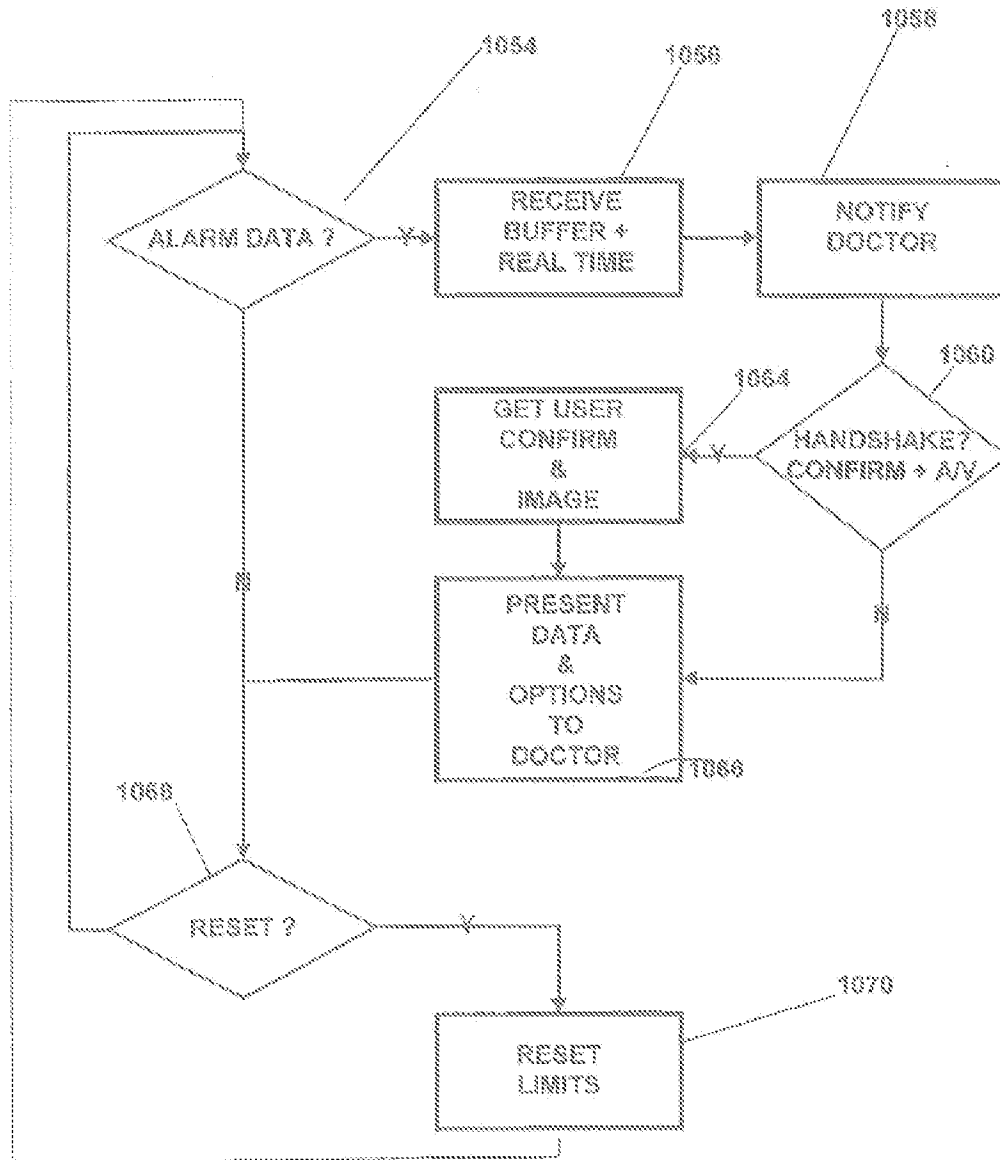 1054
1056
1058
ALARM DATA ?
Y
RECEIVE
BUFFER +
REAL TIME
NOTIFY
DOCTOR
1060
1064
GET USER
CONFIRM
&
IMAGE
Y
HANDSHAKE?
CONFIRM + A/V
N
N
PRESENT
DATA
&
OPTIONS
TO
DOCTOR
1066
1068
RESET ?
Y
1070
RESET
LIMITS